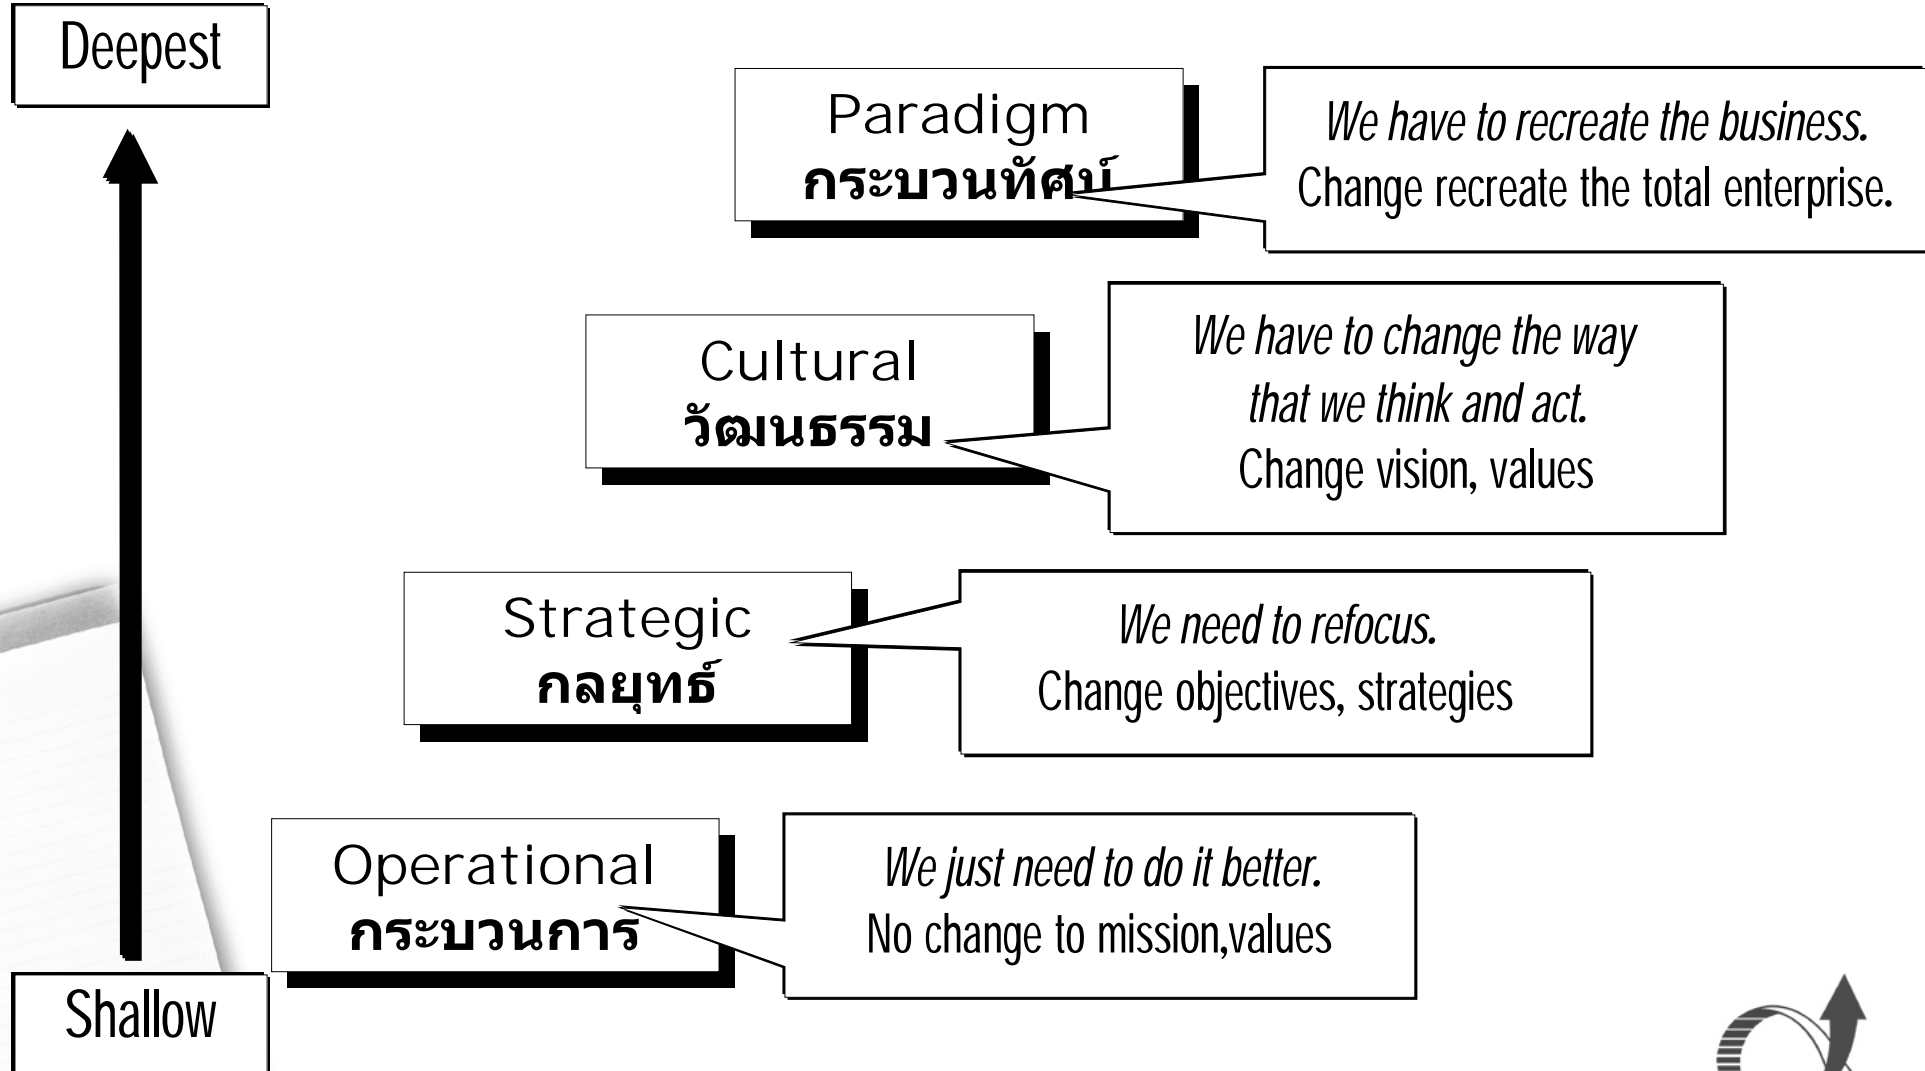 Deepest
Paradigm
กระบวนทัศน์
We have to recreate the business.
Change recreate the total enterprise.
Cultural
วัฒนธรรม
We have to change the way
that we think and act.
Change vision, values
Strategic
กลยุทธ์
We need to refocus.
Change objectives, strategies
Operational
กระบวนการ
We just need to do it better.
No change to mission,values
Shallow